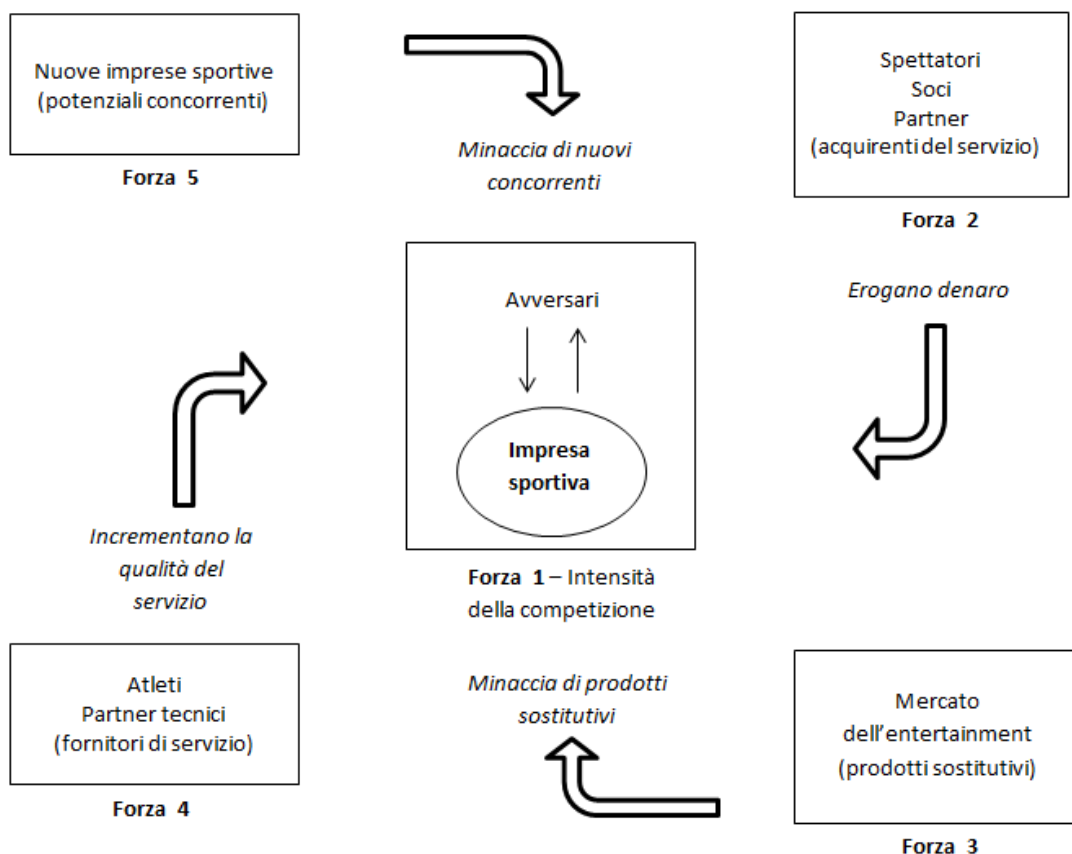 Nuove imprese sportive
(potenziali concorrenti)
Forza 5
Minaccia di nuovi
concorrenti
Spettatori
Soci
Partner
(acquirenti del servizio)
Forza 2
Erogano denaro
Avversari
Impresa
sportiva
Forza 1 – Intensità
della competizione
Incrementano la
qualità del
servizio
Atleti
Partner tecnici
(fornitori di servizio)
Forza 4
Minaccia di prodotti
sostitutivi
Mercato
dell’entertainment
(prodotti sostitutivi)
Forza 3